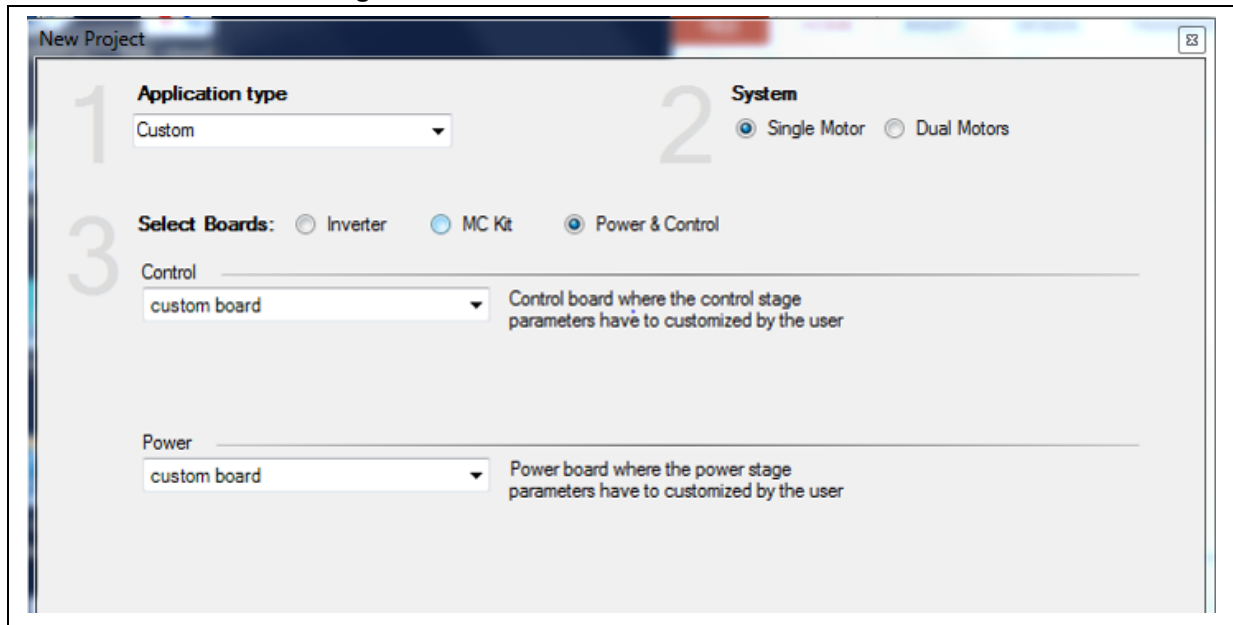 New Project
1
Application type
Custom
2
System
Single Motor
Dual Motors
3
Select Boards:
Inverter
MC Kit
Power & Control
Control
custom board
Control board where the control stage
parameters have to customized by the user
Power
custom board
Power board where the power stage
parameters have to customized by the user